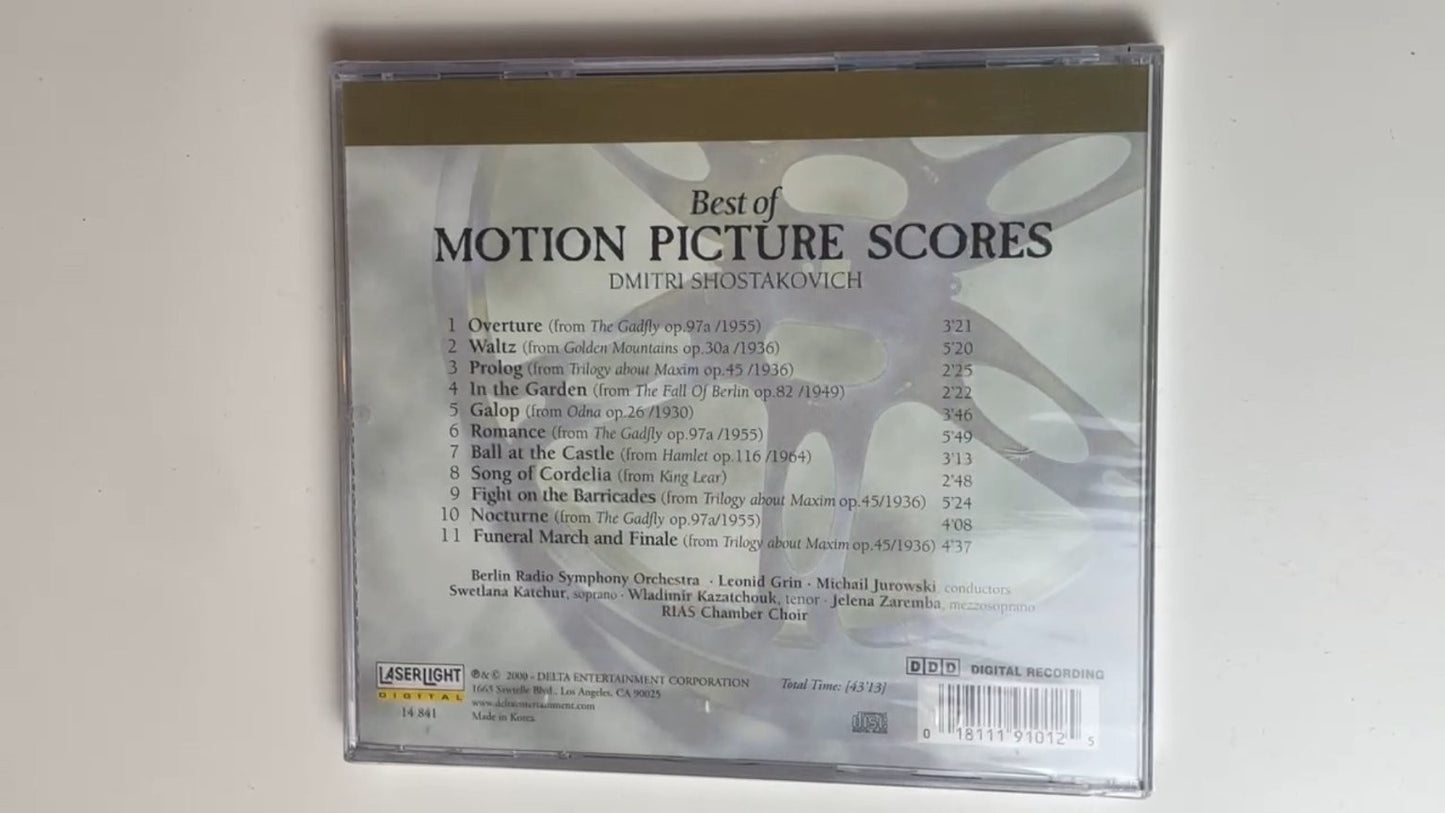 Best of
MOTION PICTURE SCORES
DMITRI SHOSTAKOVICH
1 Overture (from The Gadfly op.97a /1955) 3'21
2 Waltz (from Golden Mountains op.30a /1936) 5'20
3 Prolog (from Trilogy about Maxim op.45 /1936) 2'25
4 In the Garden (from The Fall Of Berlin op.82 /1949) 2'22
5 Galop (from Odna op.26 /1930) 3'46
6 Romance (from The Gadfly op.97a /1955) 5'49
7 Ball at the Castle (from Hamlet op.116 /1964) 3'13
8 Song of Cordelia (from King Lear) 2'48
9 Fight on the Barricades (from Trilogy about Maxim op.45/1936) 5'24
10 Nocturne (from The Gadfly op.97a/1955) 4'08
11 Funeral March and Finale (from Trilogy about Maxim op.45/1936) 4'37
Berlin Radio Symphony Orchestra · Leonid Grin · Michail Jurowski, conductors
Swetlana Katchur, soprano · Wladimir Kazatchouk, tenor · Jelena Zaremba, mezzosoprano
RIAS Chamber Choir
LASERLIGHT
DIGITAL
14 841
℗& © 2000 - DELTA ENTERTAINMENT CORPORATION
1663 Sawtelle Blvd., Los Angeles, CA 90025
www.deltaentertainment.com
Made in Korea
Total Time: [43'13]
disc
DIGITAL AUDIO
DDD DIGITAL RECORDING
0 18111 91012 5